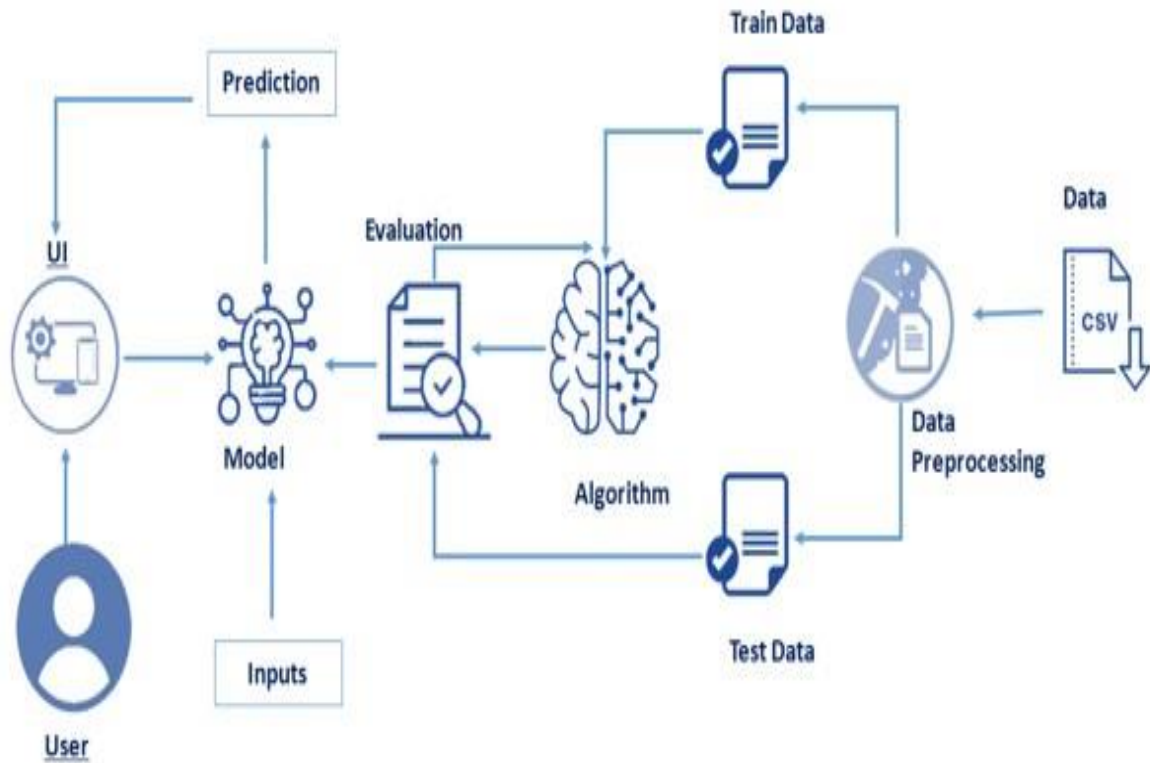 Train Data
Prediction
Data
Evaluation
UI
CSV
Data
Preprocessing
Model
Algorithm
Test Data
Inputs
User